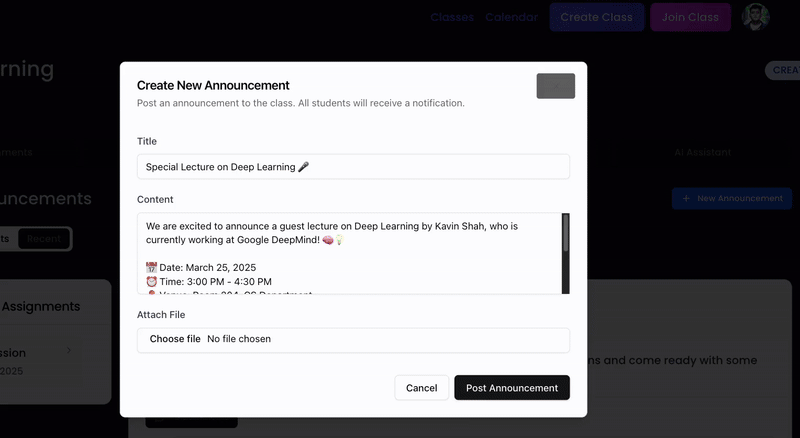 Classes Calendar Create Class Join Class
rning
Create New Announcement
Post an announcement to the class. All students will receive a notification.
Title
Special Lecture on Deep Learning 🎤
Content
We are excited to announce a guest lecture on Deep Learning by Kavin Shah, who is
currently working at Google DeepMind! 🧠💡
📅 Date: March 25, 2025
⏰ Time: 3:00 PM - 4:30 PM
Attach File
Choose file No file chosen
Cancel Post Announcement
CREAT
ments
AI Assistant
uncements
+ New Announcement
ts Recent
Assignments
ssion
2025
ns and come ready with some